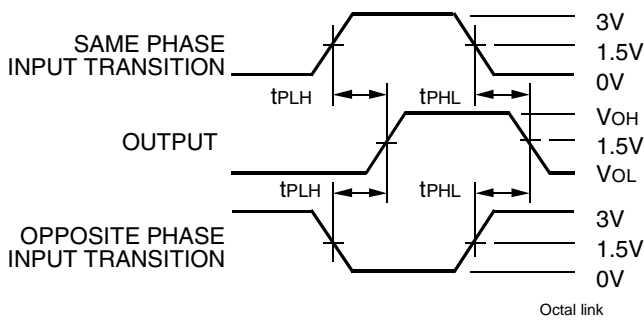 3V
SAME PHASE
INPUT TRANSITION
1.5V
0V
tPLH
tPHL
VOH
OUTPUT
1.5V
VOL
tPLH
tPHL
3V
OPPOSITE PHASE
INPUT TRANSITION
1.5V
0V
Octal link